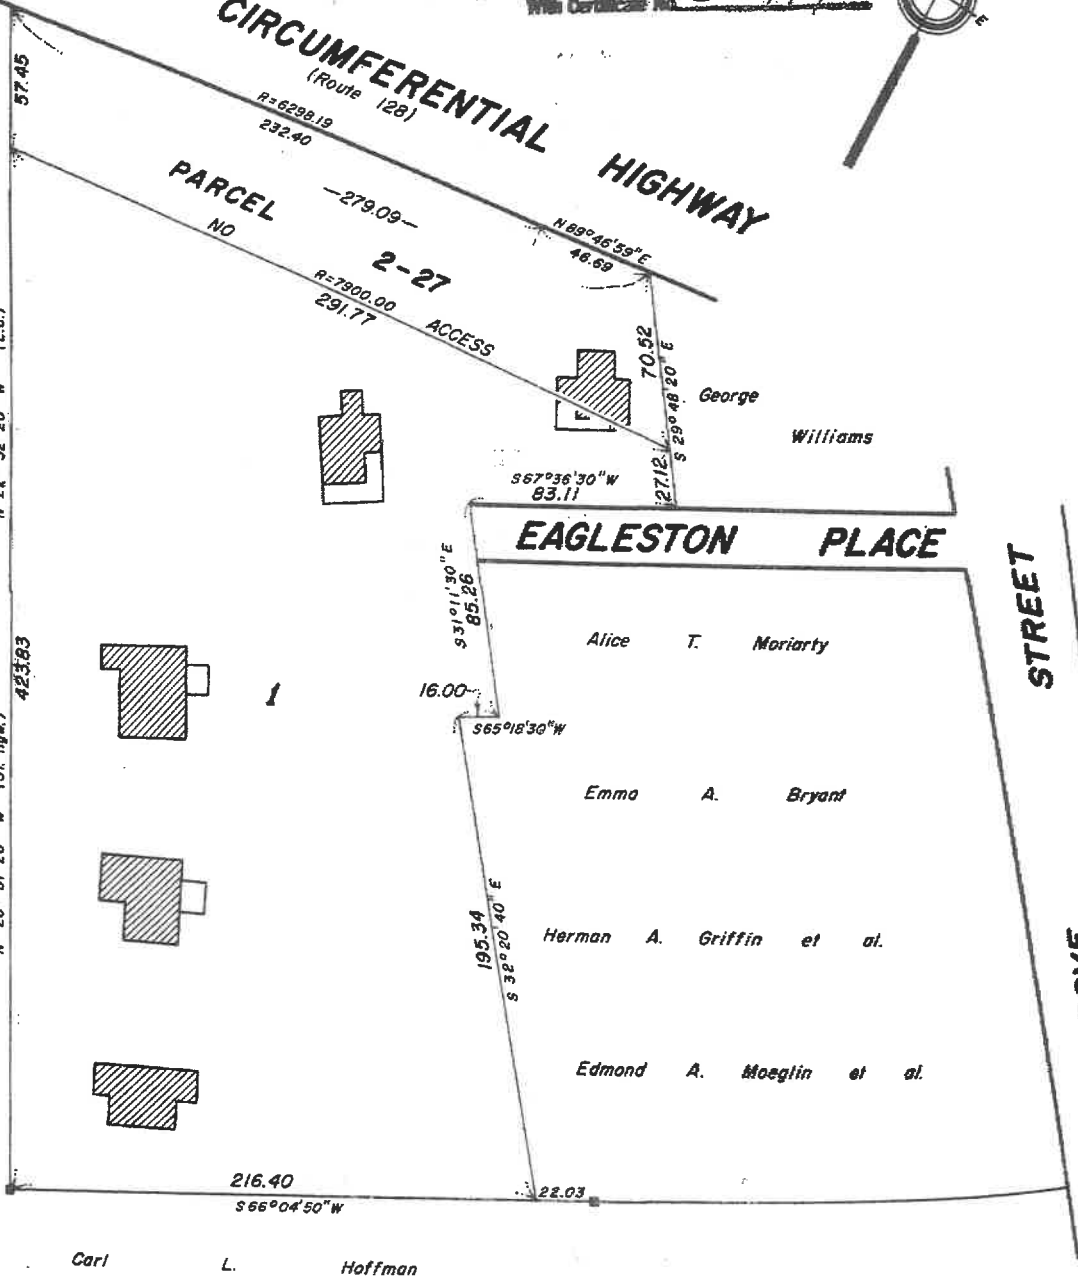 With Certificate No.
E
CIRCUMFERENTIAL HIGHWAY
(Route 128)
57.45
R=6298.19
232.40
PARCEL
—279.09—
2-27
N 89°46'59" E
46.69
NO ACCESS
R=7900.00
291.77
70.52
S 29°48'20" E
27.12
George Williams
S67°36'30"W
83.11
EAGLESTON PLACE
STREET
S31°11'30" E
85.26
Alice T. Moriarty
423.83
1
16.00
S65°18'30"W
Emma A. Bryant
195.34
S 32°20'40" E
Herman A. Griffin et al.
Edmond A. Moeglin et al.
216.40
S66°04'50"W
22.03
Carl L. Hoffman